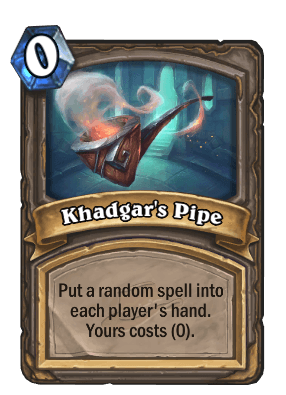 0
Khadgar's Pipe
Put a random spell into
each player's hand.
Yours costs (0).